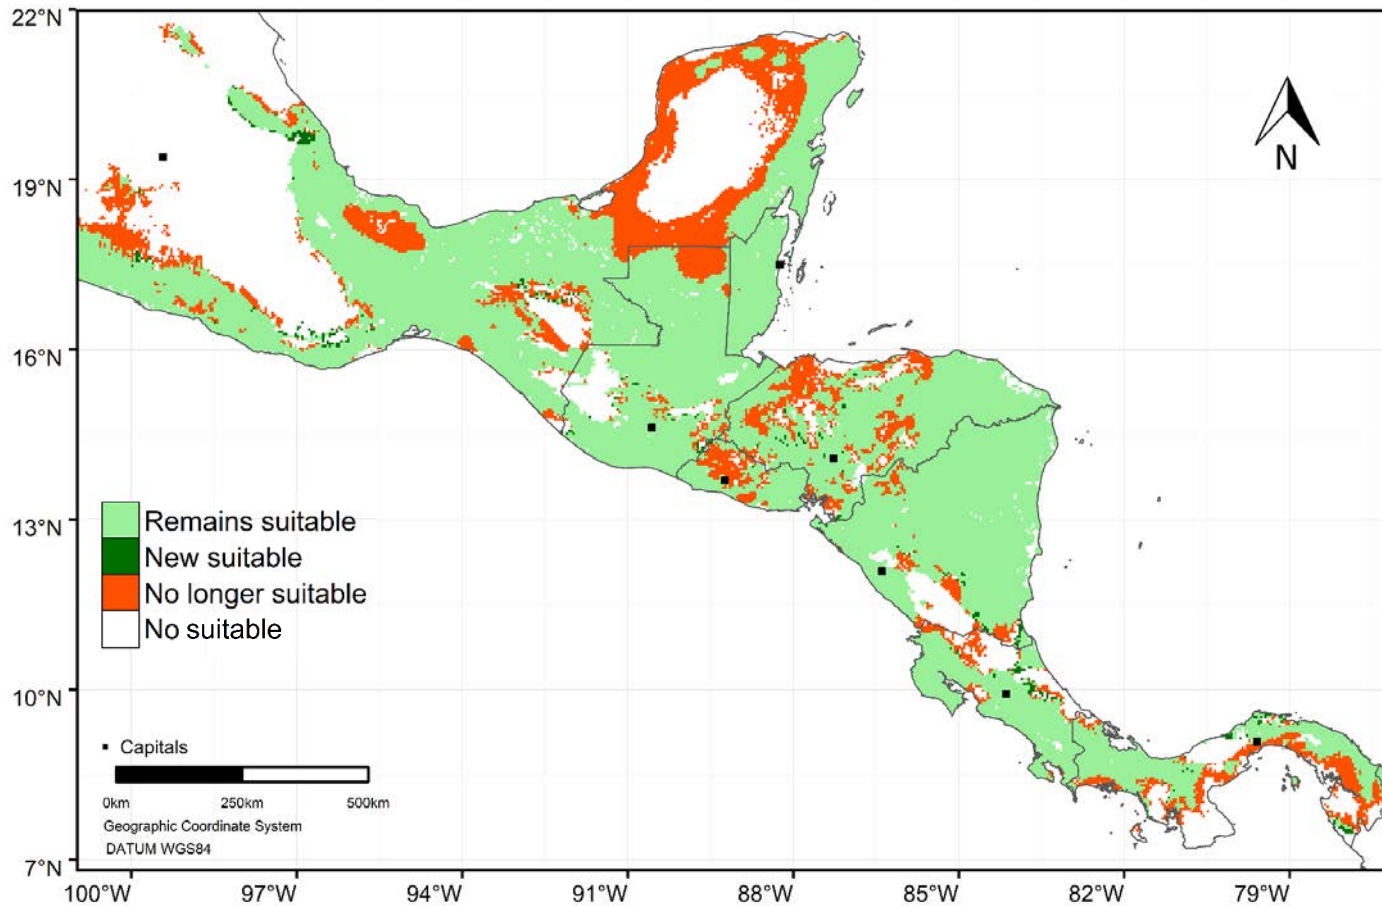 22°N
19°N
16°N
13°N
10°N
7°N
N
Remains suitable
New suitable
No longer suitable
No suitable
Capitals
0km 250km 500km
Geographic Coordinate System
DATUM WGS84
100°W 97°W 94°W 91°W 88°W 85°W 82°W 79°W